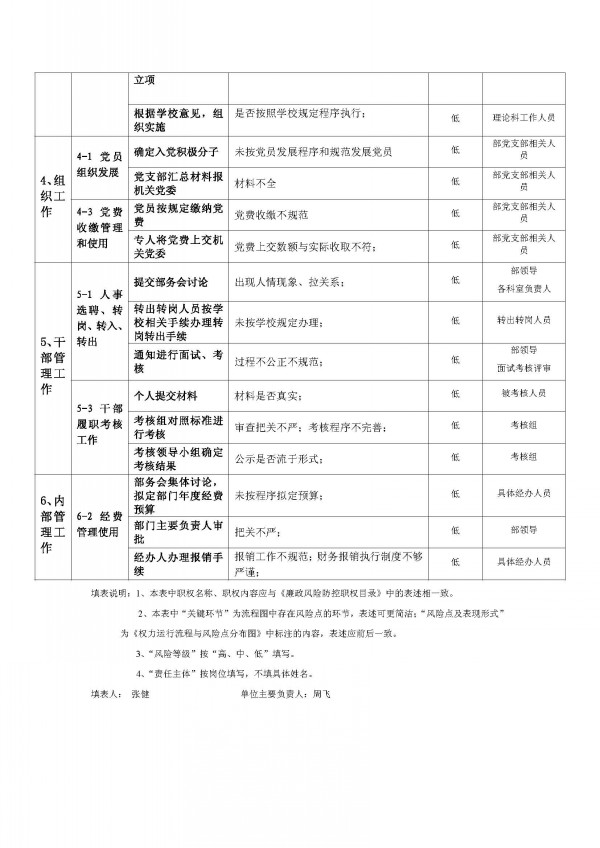 立项
根据学校意见，组
织实施
是否按照学校规定程序执行；
低
理论科工作人员
4、组
织工
作
4-1 党员
组织发展
确定入党积极分子
未按党员发展程序和规范发展党员
低
部党支部相关人
员
党支部汇总材料报
机关党委
材料不全
低
部党支部相关人
员
4-3 党费
收缴管理
和使用
党员按规定缴纳党
费
党费收缴不规范
低
部党支部相关人
员
专人将党费上交机
关党委
党费上交数额与实际收取不符；
低
部党支部相关人
员
5、干
部管
理工
作
5-1 人事
选聘、转
岗、转入、
转出
提交部务会讨论
出现人情现象、拉关系；
低
部领导
各科室负责人
转出转岗人员按学
校相关手续办理转
岗转出手续
未按学校规定办理；
低
转出转岗人员
通知进行面试、考
核
过程不公正不规范；
低
部领导
面试考核评审
5-3 干部
履职考核
工作
个人提交材料
材料是否真实；
低
被考核人员
考核组对照标准进
行考核
审查把关不严；考核程序不完善；
低
考核组
考核领导小组确定
考核结果
公示是否流于形式；
低
考核组
6、内
部管
理工
作
6-2 经费
管理使用
部务会集体讨论，
拟定部门年度经费
预算
未按程序拟定预算；
低
具体经办人员
部门主要负责人审
批
把关不严；
低
部领导
经办人办理报销手
续
报销工作不规范；财务报销执行制度不够
严谨；
低
具体经办人员
填表说明：1、本表中职权名称、职权内容应与《廉政风险防控职权目录》中的表述相一致。
2、本表中“关键环节”为流程图中存在风险点的环节，表述可更简洁；“风险点及表现形式”
为《权力运行流程与风险点分布图》中标注的内容，表述应前后一致。
3、“风险等级”按“高、中、低”填写。
4、“责任主体”按岗位填写，不填具体姓名。
填表人： 张健 单位主要负责人：周飞